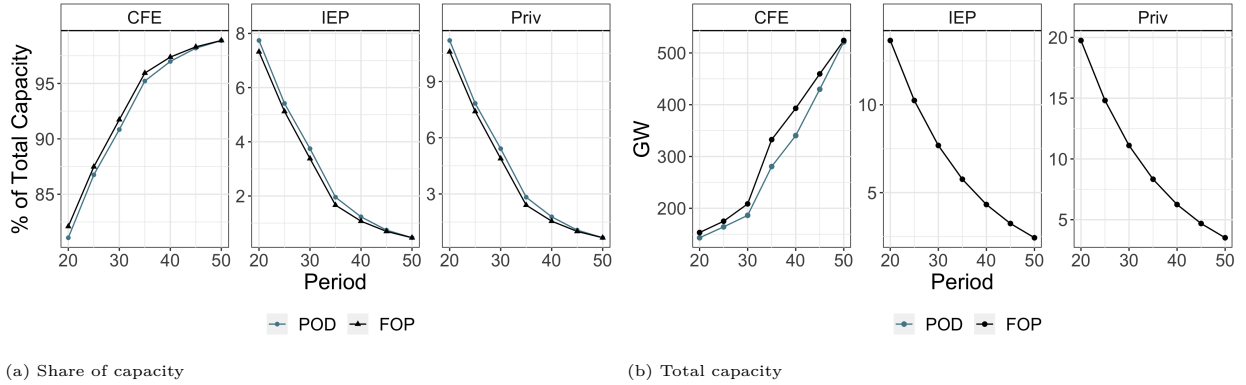 CFE IEP Priv
% of Total Capacity
95
90
85
8
6
4
2
9
6
3
20 30 40 50 20 30 40 50 20 30 40 50
Period
POD FOP
(a) Share of capacity
CFE IEP Priv
GW
500
400
300
200
10
5
20
15
10
5
20 30 40 50 20 30 40 50 20 30 40 50
Period
POD FOP
(b) Total capacity